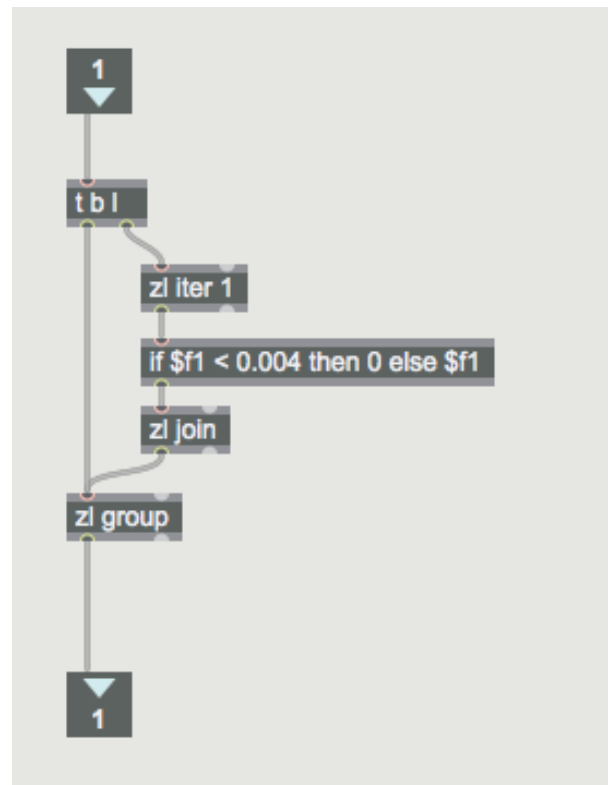 1
t b l
zl iter 1
if $f1 < 0.004 then 0 else $f1
zl join
zl group
1